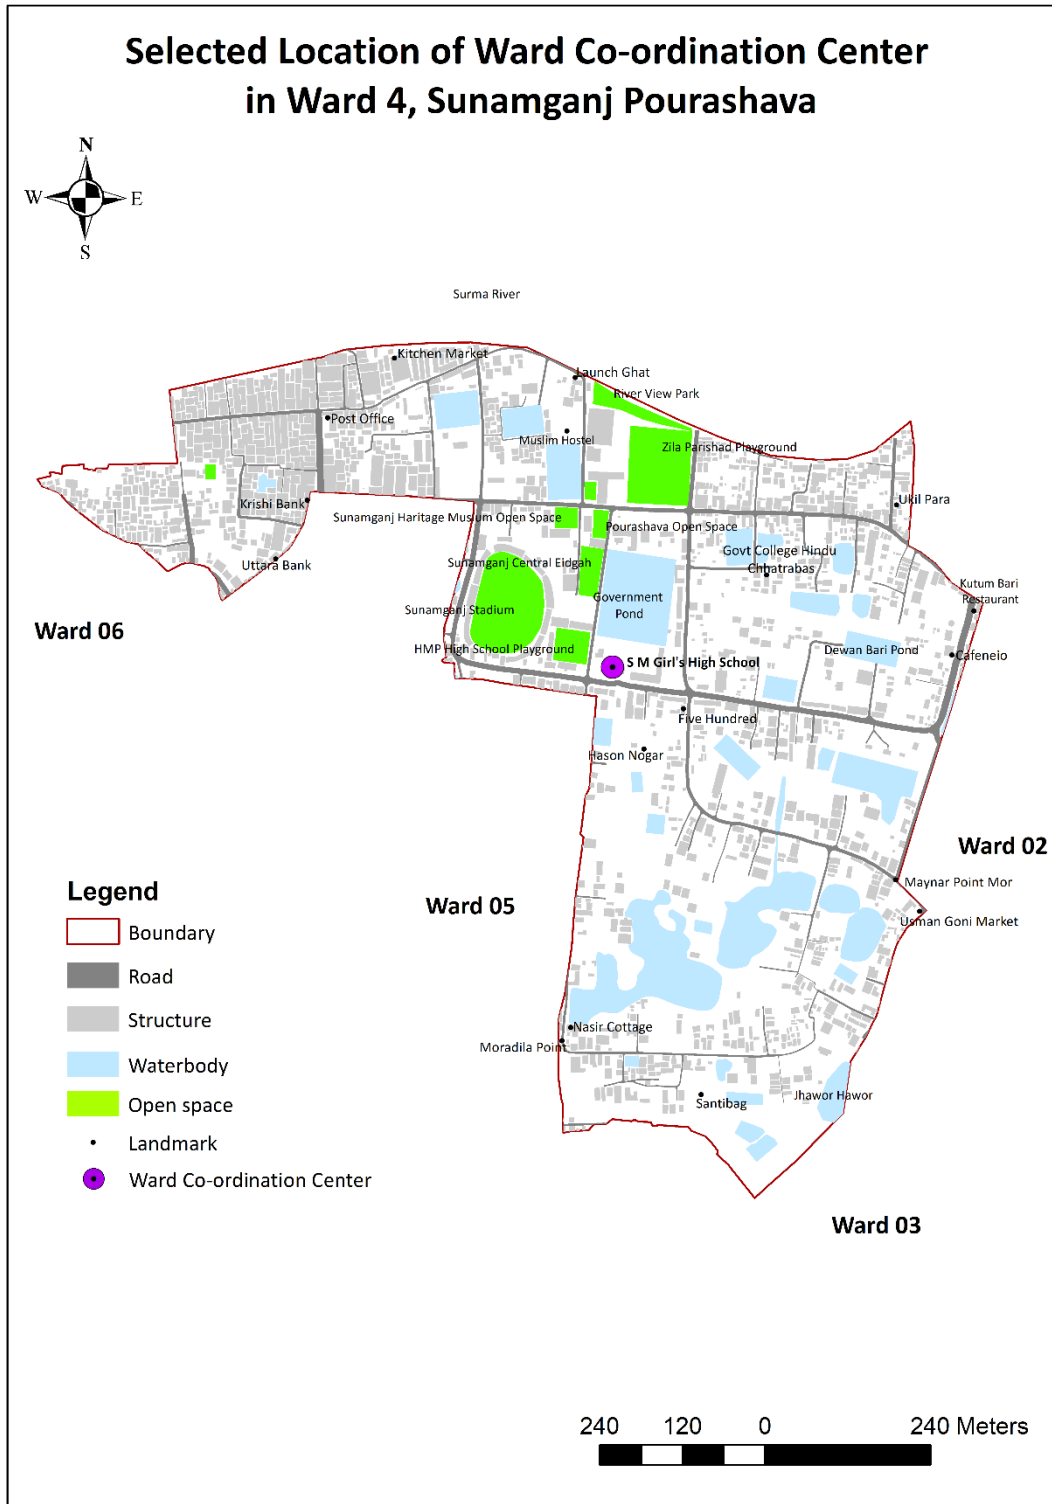 Selected Location of Ward Co-ordination Center
in Ward 4, Sunamganj Pourashava
N
W
E
S
Surma River
Kitchen Market
Launch Ghat
River View Park
Post Office
Muslim Hostel
Zila Parishad Playground
Krishi Bank
Ukil Para
Sunamganj Haritage Musium Open Space
Pourashava Open Space
Uttara Bank
Sunamganj Central Eidgah
Govt College Hindu
Chhatrabas
Kutum Bari
Restaurant
Sunamganj Stadium
Government
Pond
Ward 06
HMP High School Playground
Dewan Bari Pond
Cafeneio
S M Girl's High School
Five Hundred
Hason Nogar
Ward 02
Maynar Point Mor
Ward 05
Usman Goni Market
Legend
Boundary
Road
Structure
Waterbody
Open space
Landmark
Ward Co-ordination Center
Nasir Cottage
Moradila Point
Santibag
Jhawor Hawor
Ward 03
240 120 0 240 Meters